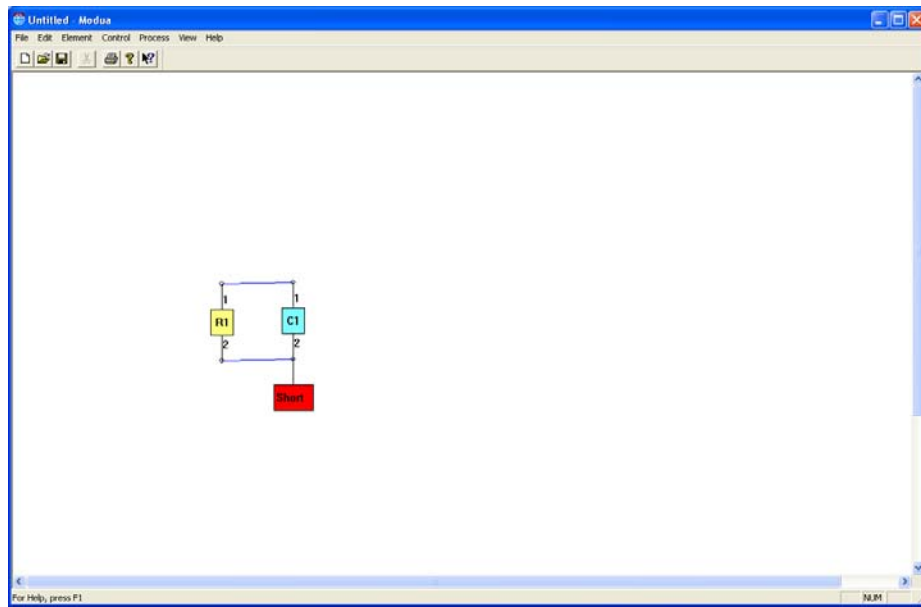 Untitled - Modua
File Edit Element Control Process View Help
1 1
R1 C1
2 2
Short
For Help, press F1 NUM